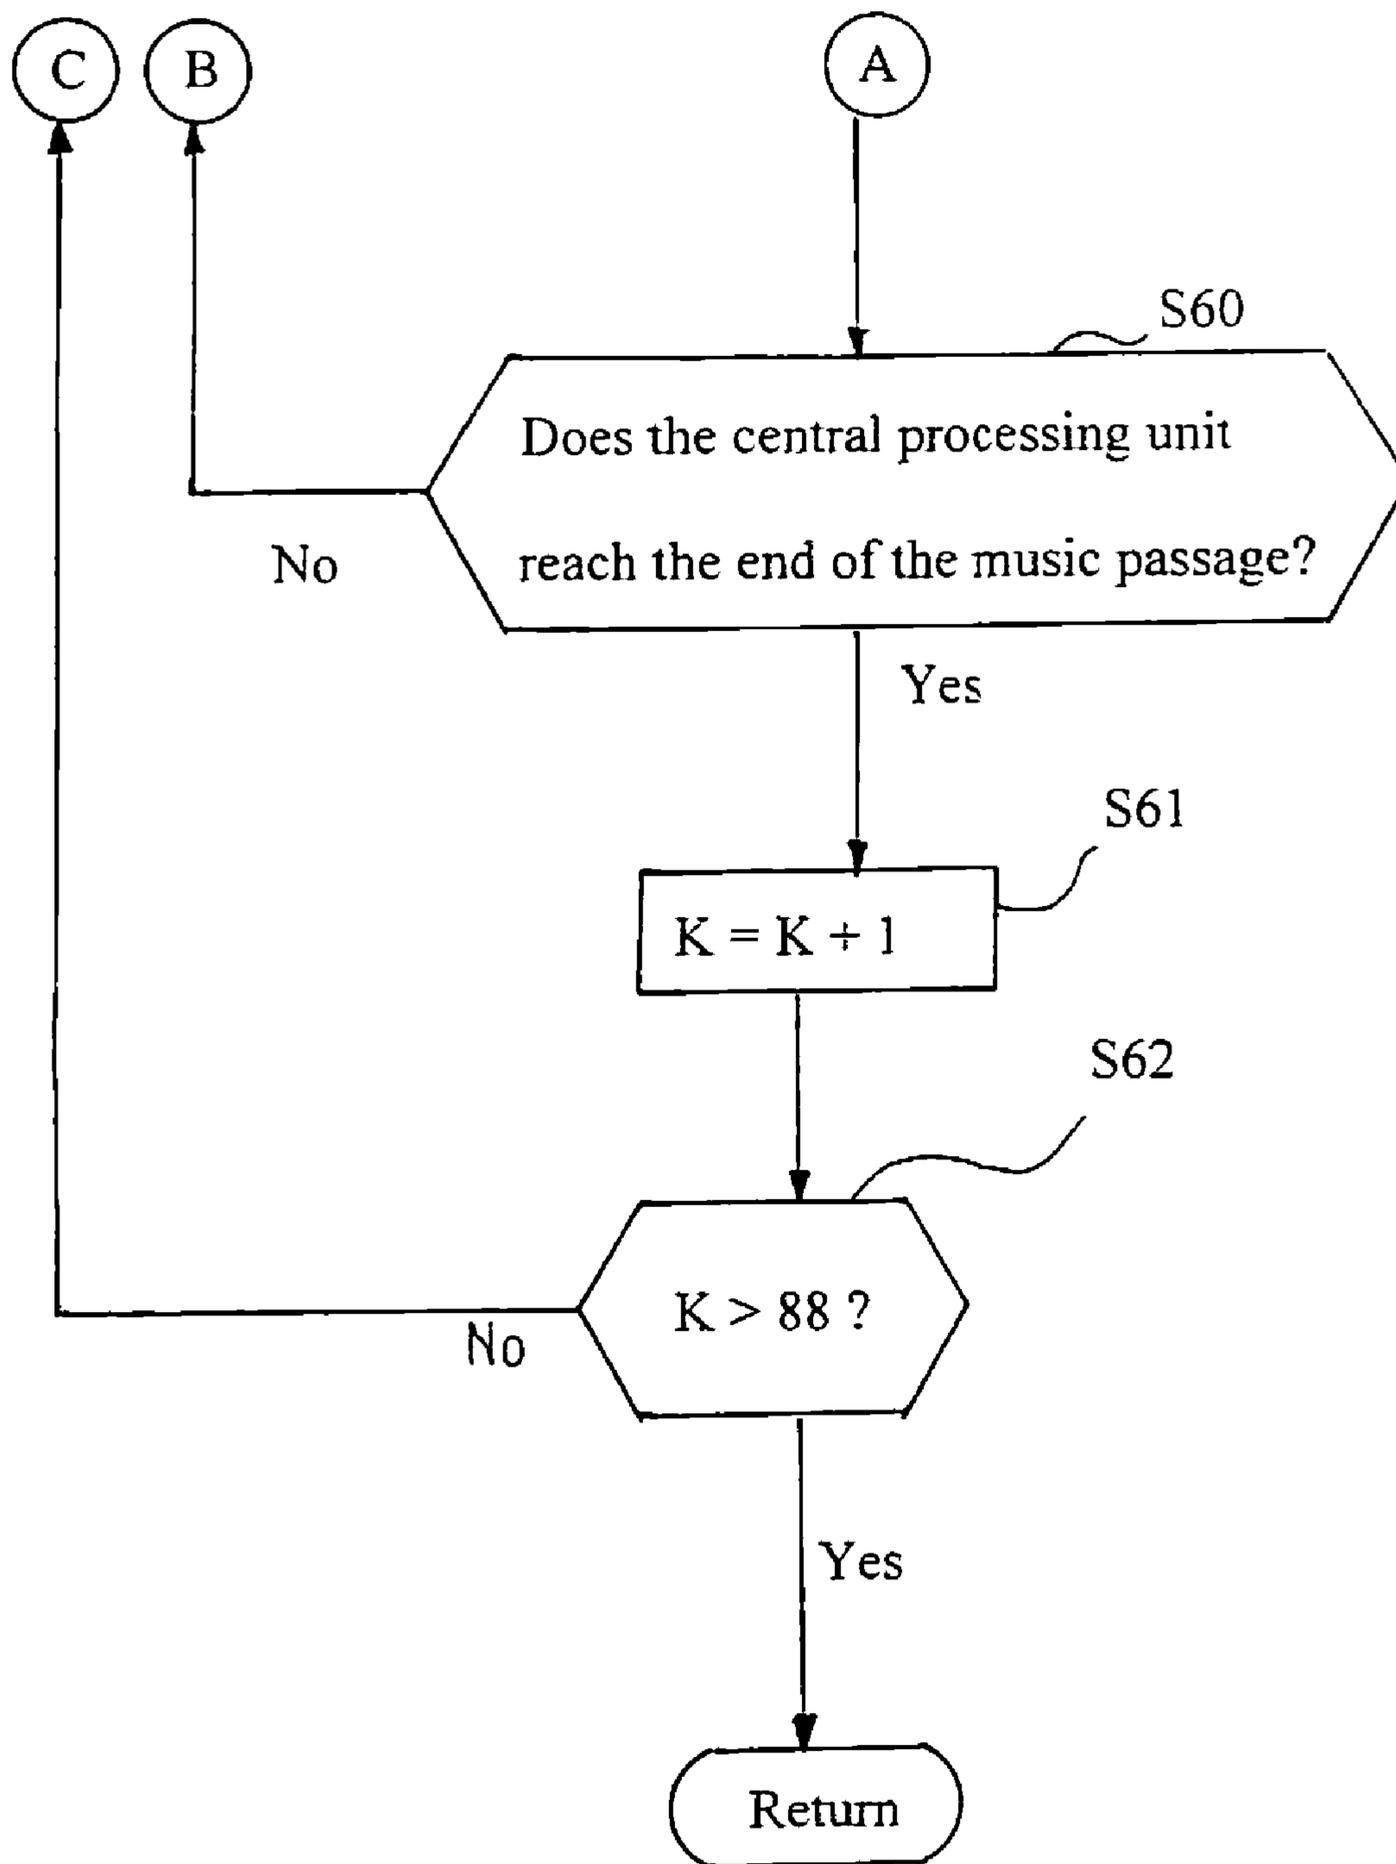 C B A
S60
Does the central processing unit
reach the end of the music passage?
No
Yes
S61
K = K + 1
S62
K > 88 ?
No
Yes
Return